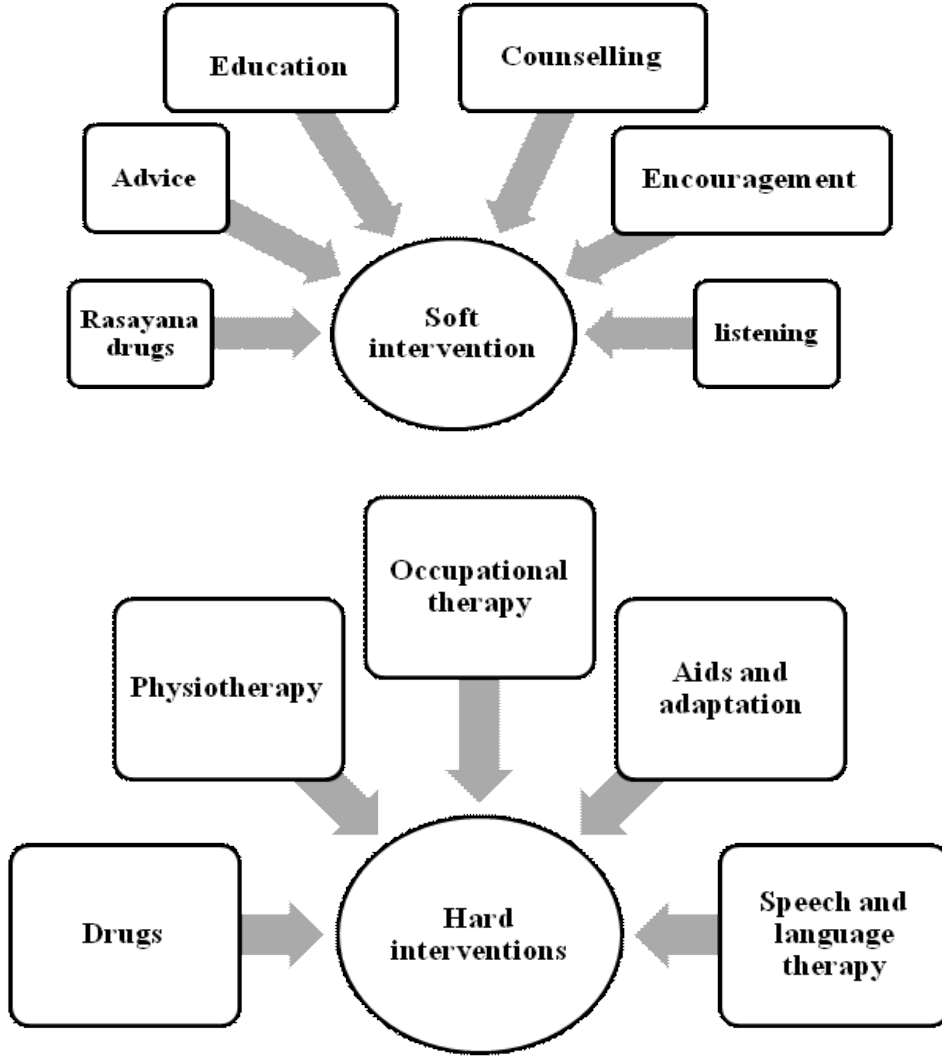 Education
Counselling
Advice
Encouragement
Rasayana
drugs
Soft
intervention
listening
Occupational
therapy
Physiotherapy
Aids and
adaptation
Drugs
Hard
interventions
Speech and
language
therapy